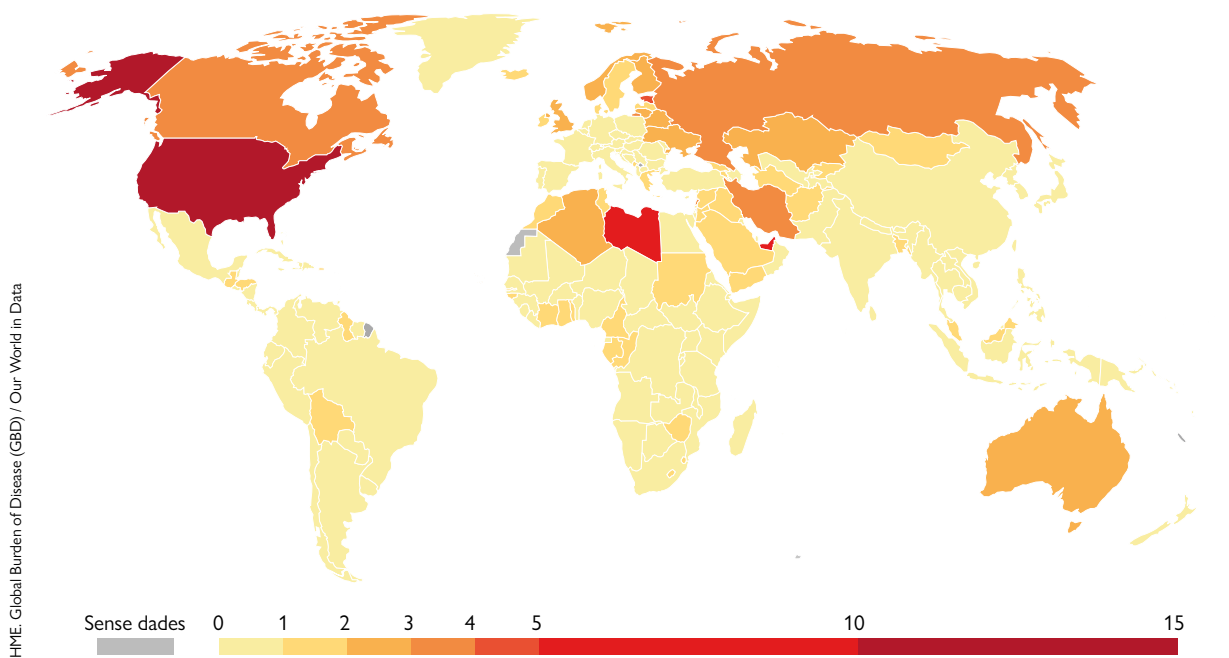 HME. Global Burden of Disease (GBD) / Our World in Data
Sense dades 0 1 2 3 4 5 10 15